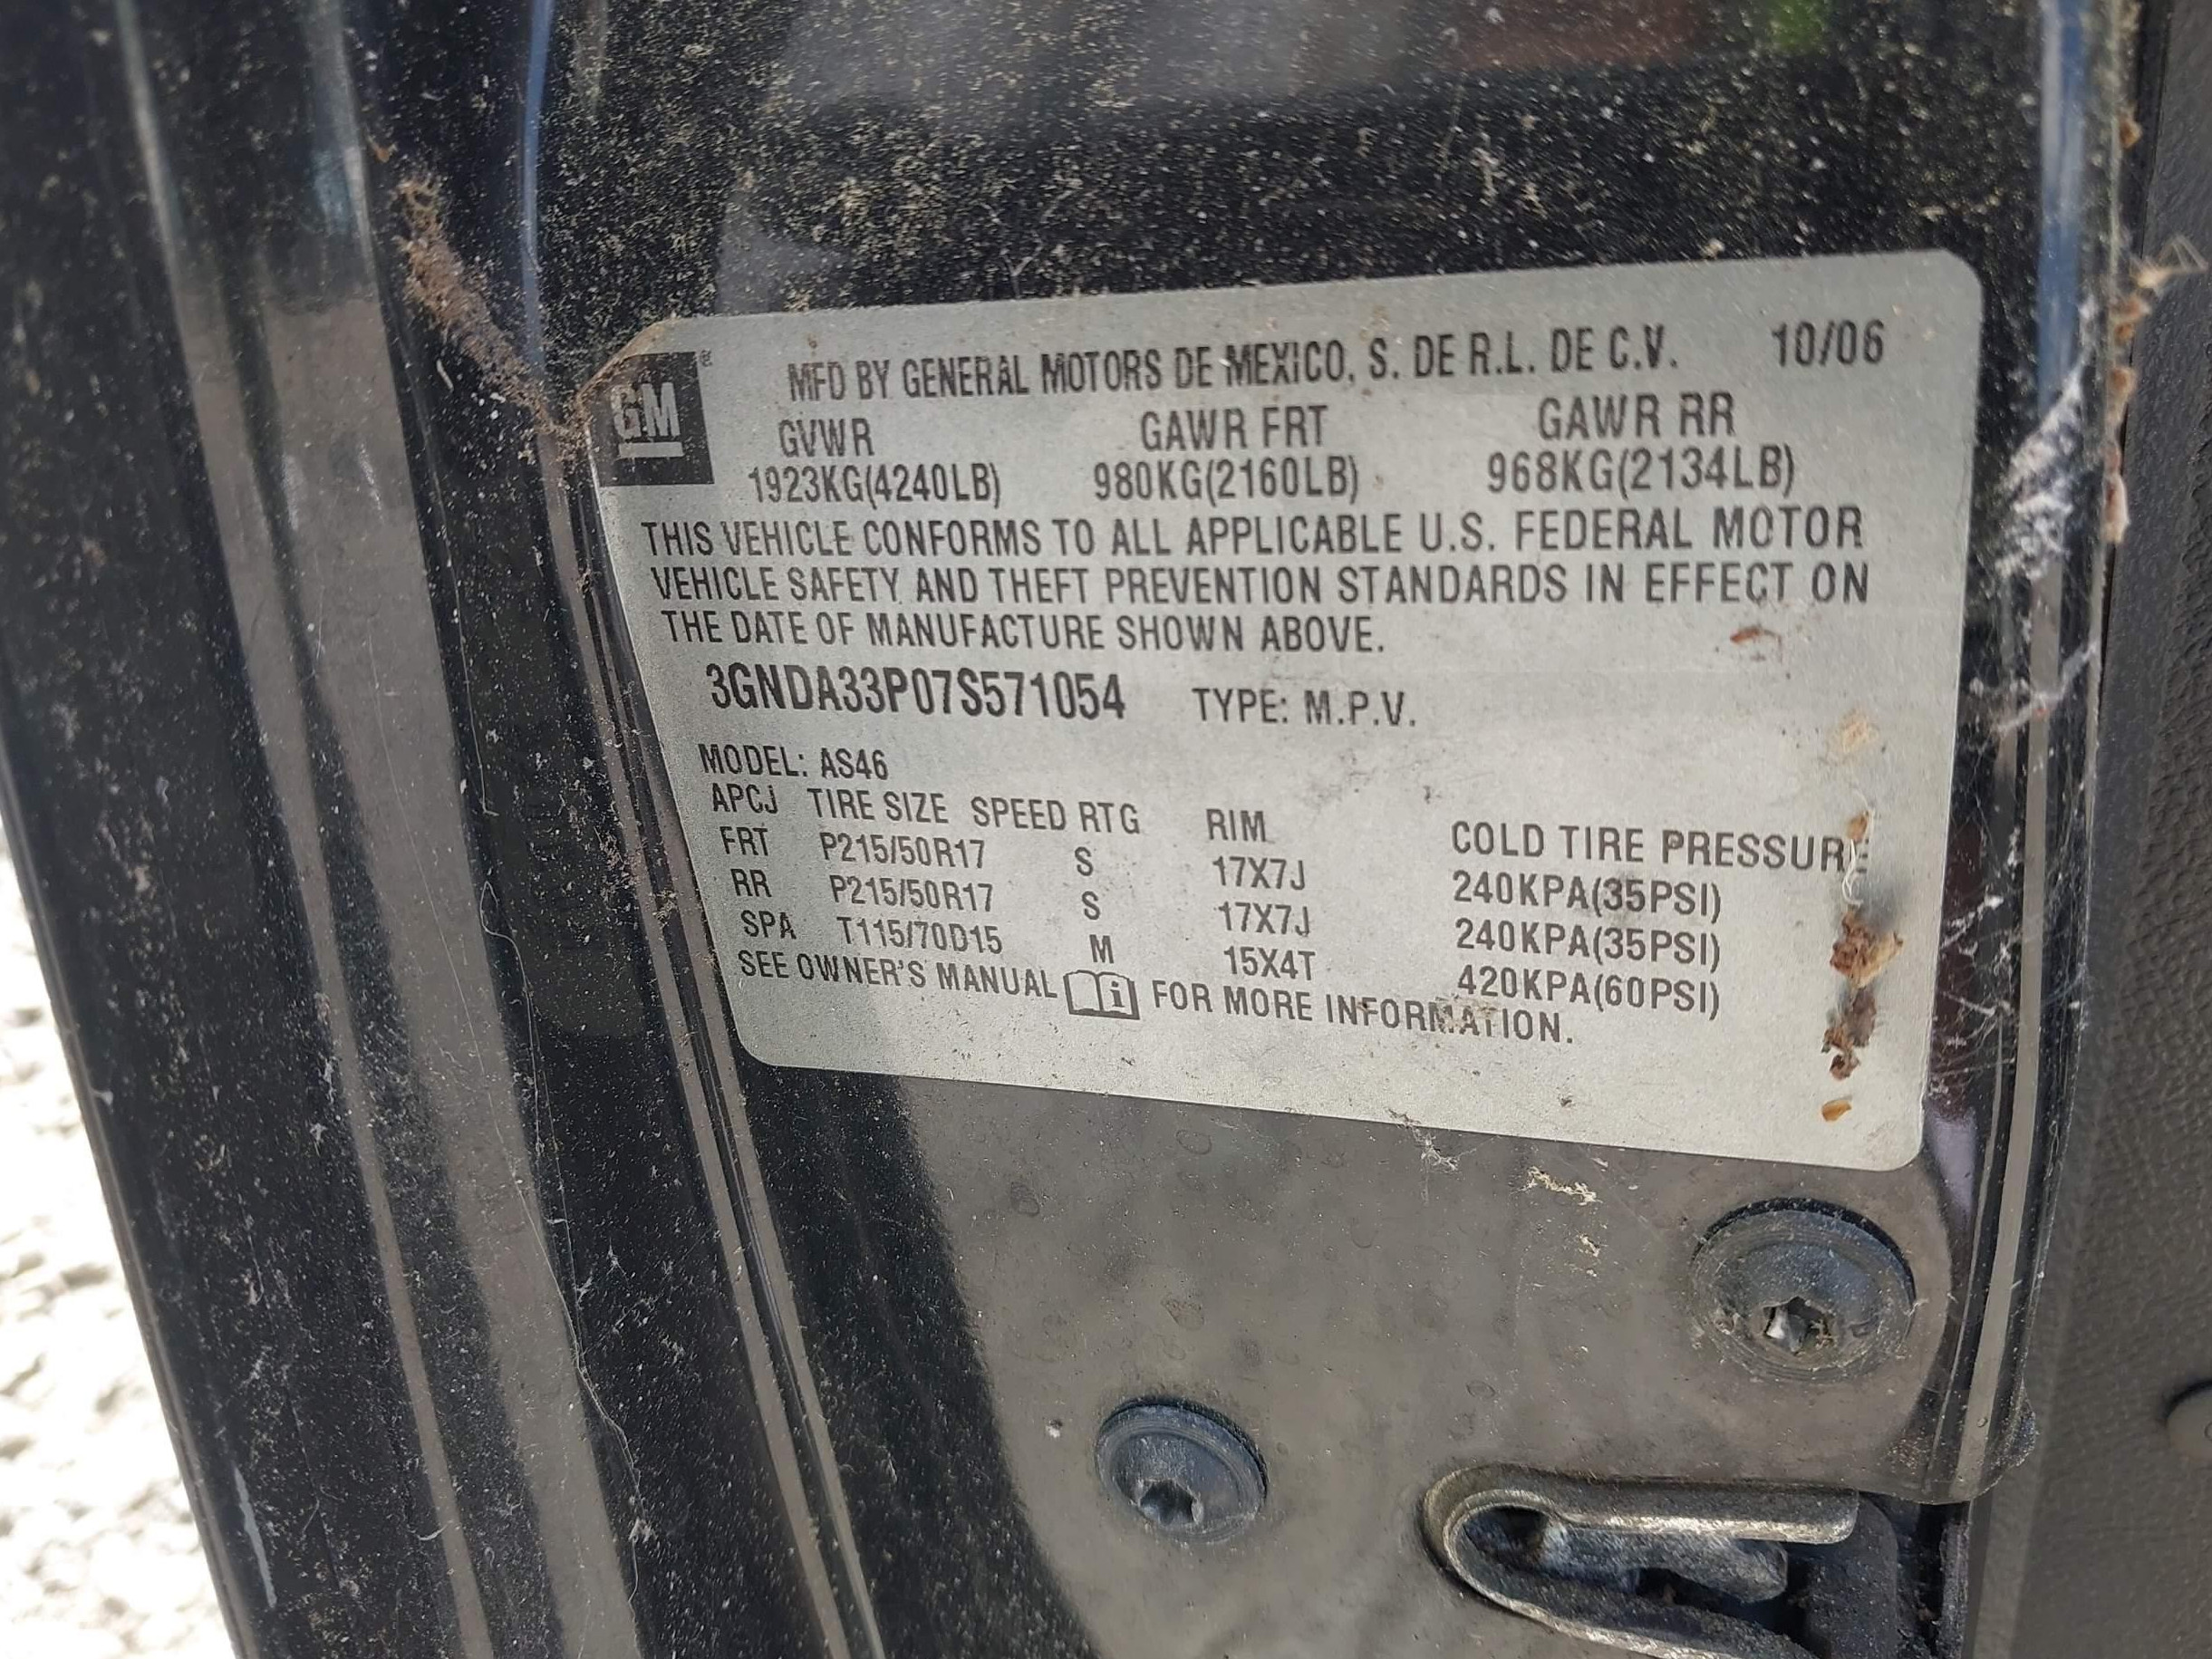 GM®
MFD BY GENERAL MOTORS DE MEXICO, S. DE R.L. DE C.V. 10/06
GVWR GAWR FRT GAWR RR
1923KG(4240LB) 980KG(2160LB) 968KG(2134LB)
THIS VEHICLE CONFORMS TO ALL APPLICABLE U.S. FEDERAL MOTOR
VEHICLE SAFETY AND THEFT PREVENTION STANDARDS IN EFFECT ON
THE DATE OF MANUFACTURE SHOWN ABOVE.
3GNDA33P07S571054 TYPE: M.P.V.
MODEL: AS46
APCJ TIRE SIZE SPEED RTG RIM COLD TIRE PRESSURE
FRT P215/50R17 S 17X7J 240KPA(35PSI)
RR P215/50R17 S 17X7J 240KPA(35PSI)
SPA T115/70D15 M 15X4T 420KPA(60PSI)
SEE OWNER'S MANUAL i FOR MORE INFORMATION.